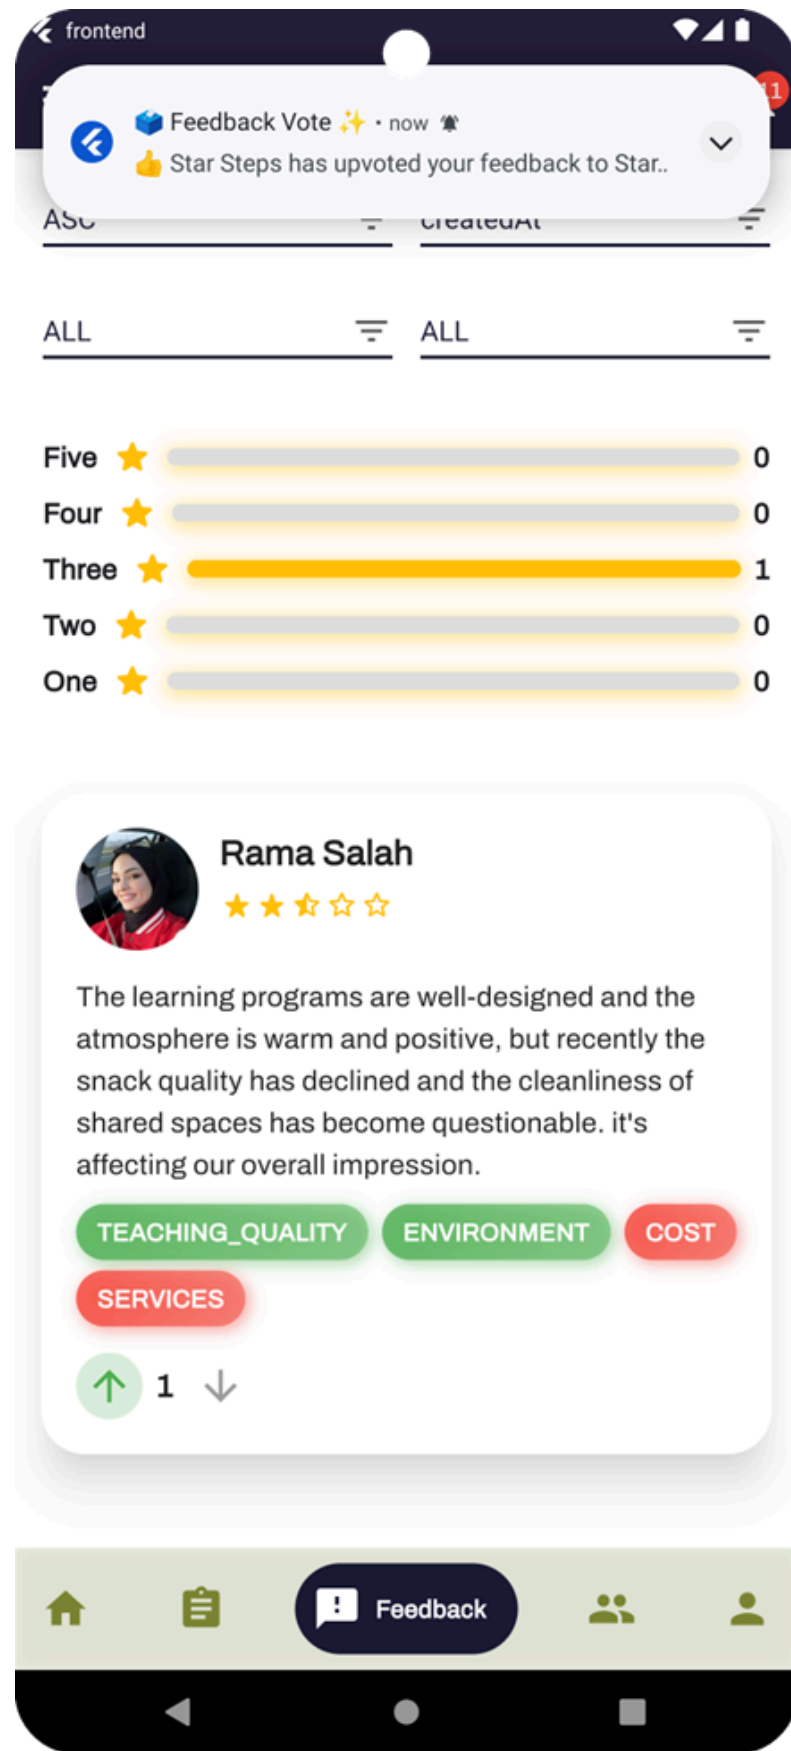 frontend
11
🗳️ Feedback Vote ✨ • now
👍 Star Steps has upvoted your feedback to Star..
ASC createdAt
ALL ALL
Five 0
Four 0
Three 1
Two 0
One 0
Rama Salah
The learning programs are well-designed and the
atmosphere is warm and positive, but recently the
snack quality has declined and the cleanliness of
shared spaces has become questionable. it's
affecting our overall impression.
TEACHING_QUALITY ENVIRONMENT COST
SERVICES
1
Feedback